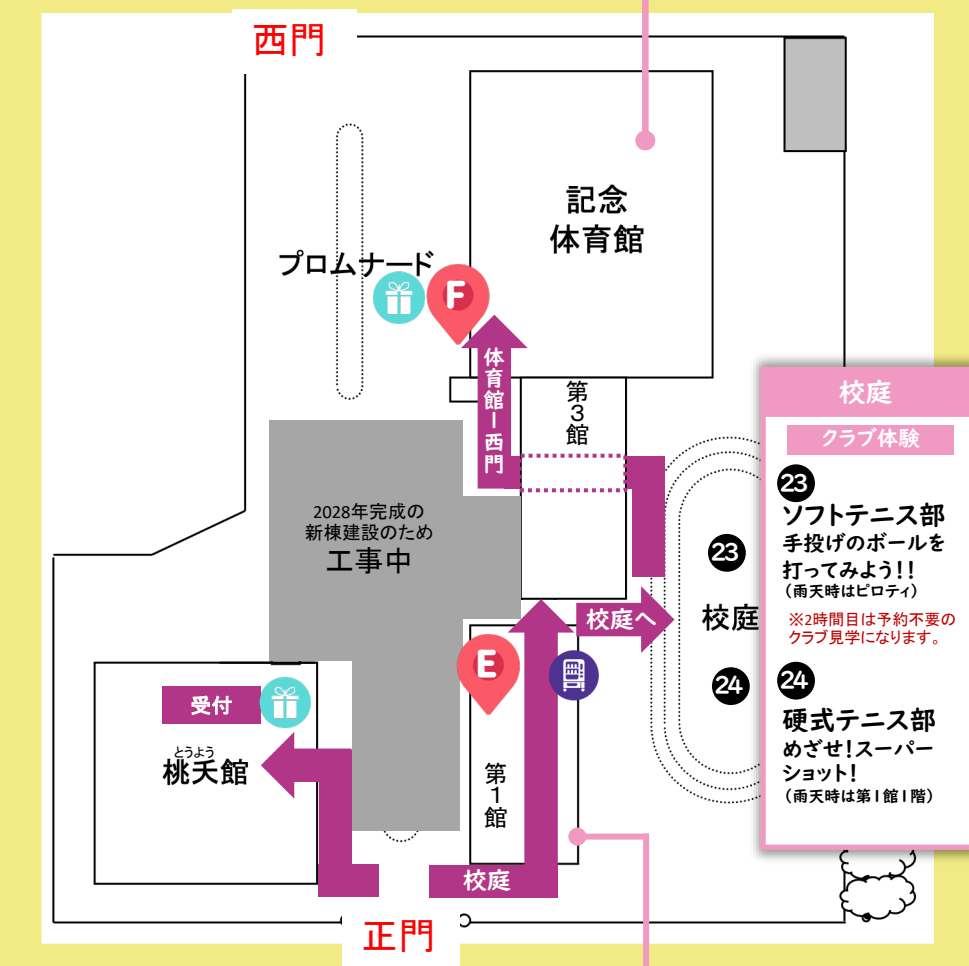 西門
記念
体育館
プロムナード
F
体育館ー西門
第3館
2028年完成の
新棟建設のため
工事中
校庭へ
E
第1館
受付
とうよう
桃夭館
校庭
正門
23
校庭
24
校庭
クラブ体験
23
ソフトテニス部
手投げのボールを
打ってみよう!!
(雨天時はピロティ)
※2時間目は予約不要の
クラブ見学になります。
24
硬式テニス部
めざせ!スーパー
ショット!
(雨天時は第1館1階)